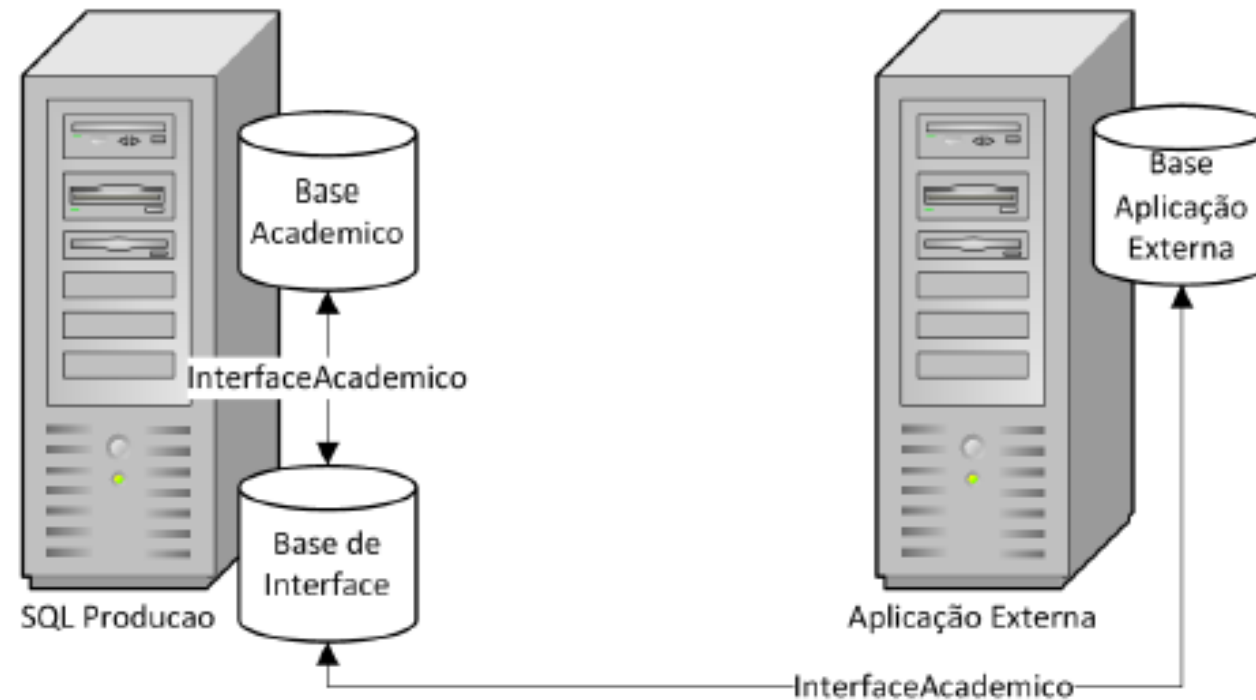 Base
Academico
InterfaceAcademico
Base de
Interface
SQL Producao
Base
Aplicação
Externa
Aplicação Externa
InterfaceAcademico